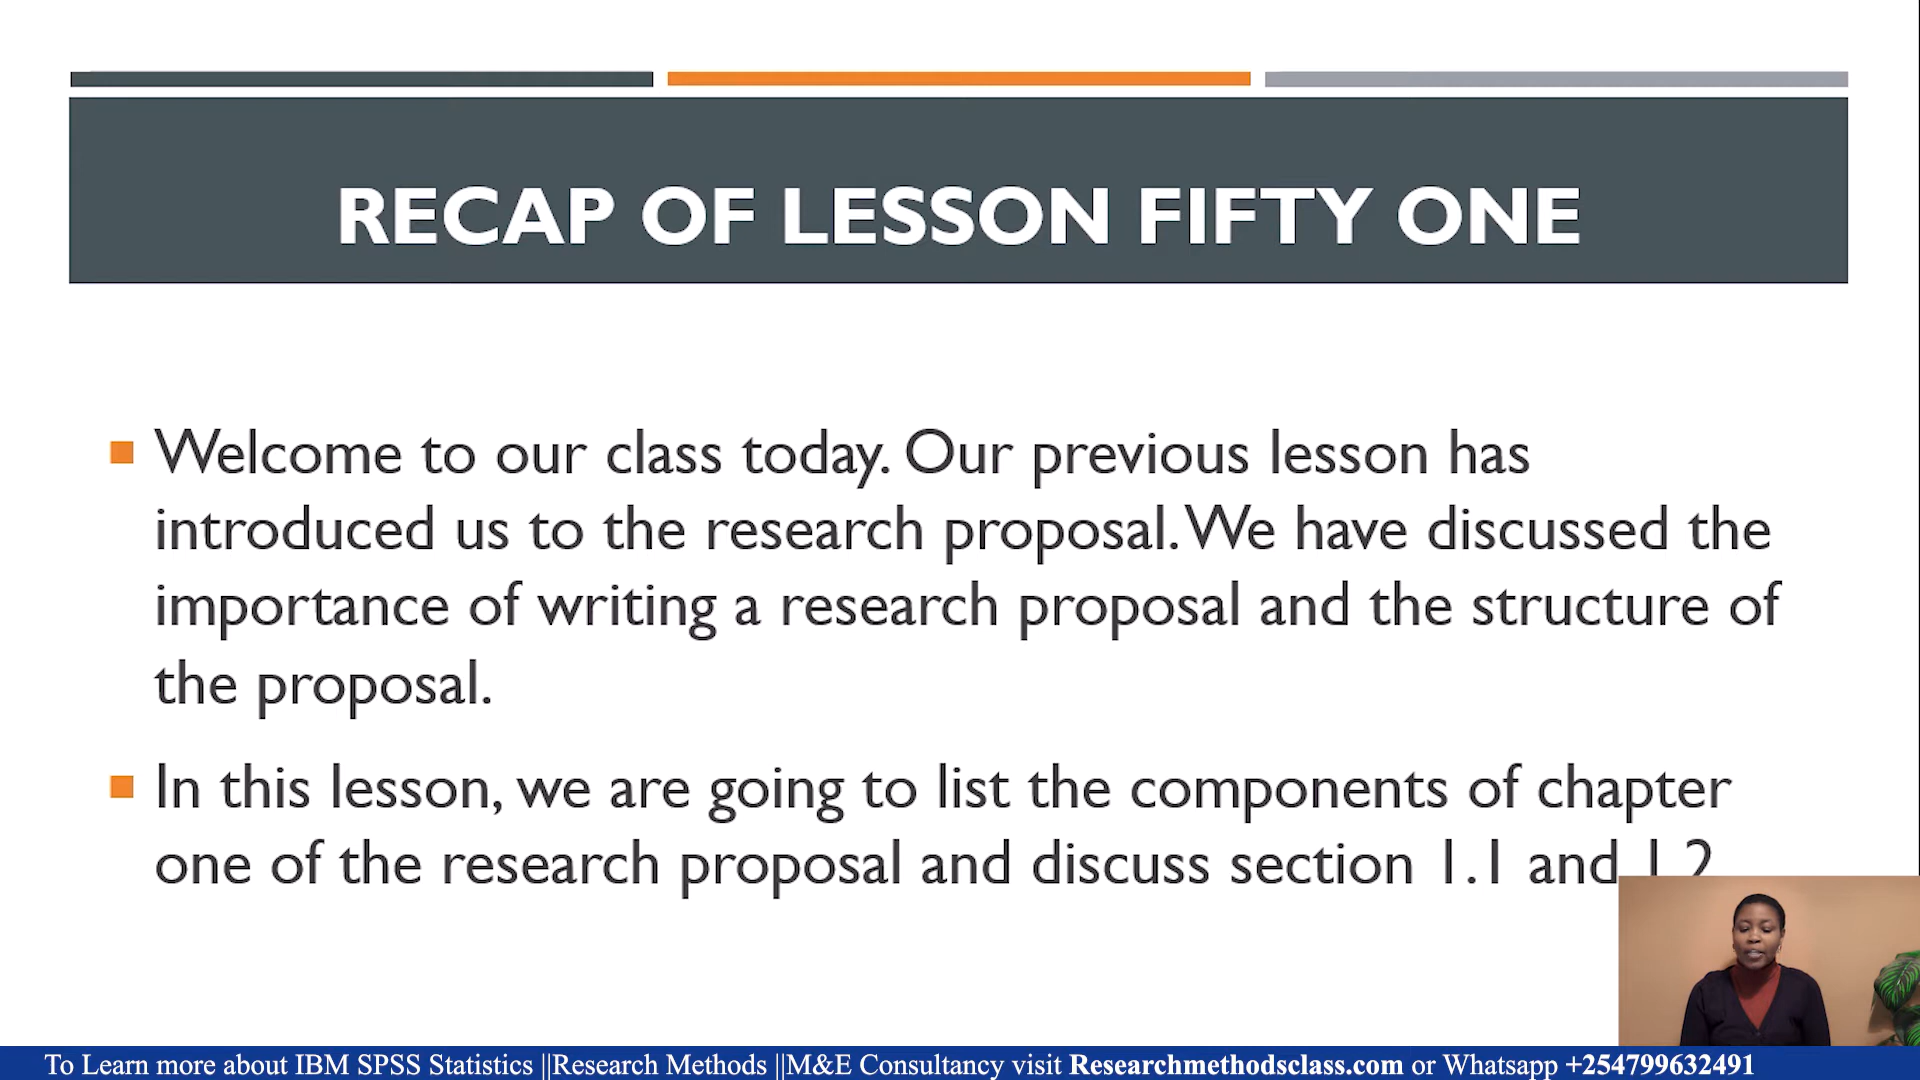 RECAP OF LESSON FIFTY ONE
Welcome to our class today. Our previous lesson has
introduced us to the research proposal. We have discussed the
importance of writing a research proposal and the structure of
the proposal.
In this lesson, we are going to list the components of chapter
one of the research proposal and discuss section 1.1 and 1.2
To Learn more about IBM SPSS Statistics ||Research Methods ||M&E Consultancy visit Researchmethodsclass.com or Whatsapp +254799632491